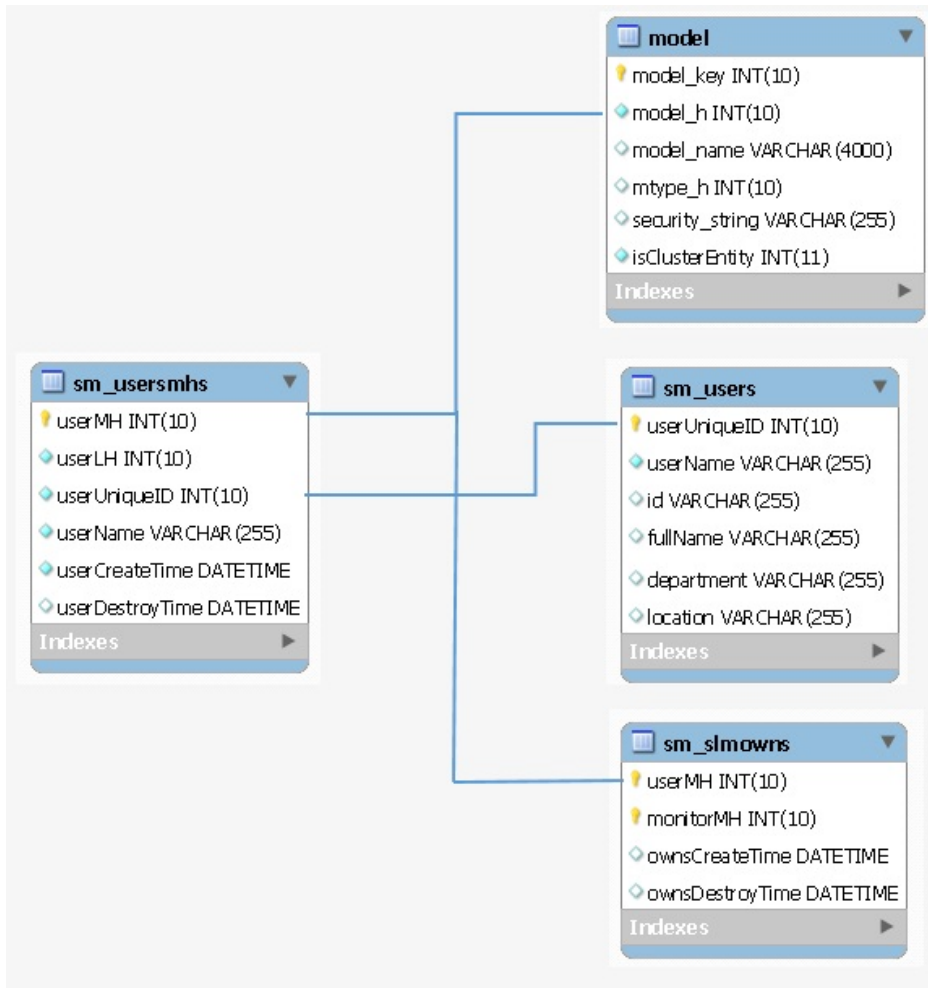 model
model_key INT(10)
model_h INT(10)
model_name VARCHAR(4000)
mtype_h INT(10)
security_string VARCHAR(255)
isClusterEntity INT(11)
Indexes
sm_usersmhs
userMH INT(10)
userLH INT(10)
userUniqueID INT(10)
userName VARCHAR(255)
userCreateTime DATETIME
userDestroyTime DATETIME
Indexes
sm_users
userUniqueID INT(10)
userName VARCHAR(255)
id VARCHAR(255)
fullName VARCHAR(255)
department VARCHAR(255)
location VARCHAR(255)
Indexes
sm_slmowns
userMH INT(10)
monitorMH INT(10)
ownsCreateTime DATETIME
ownsDestroyTime DATETIME
Indexes